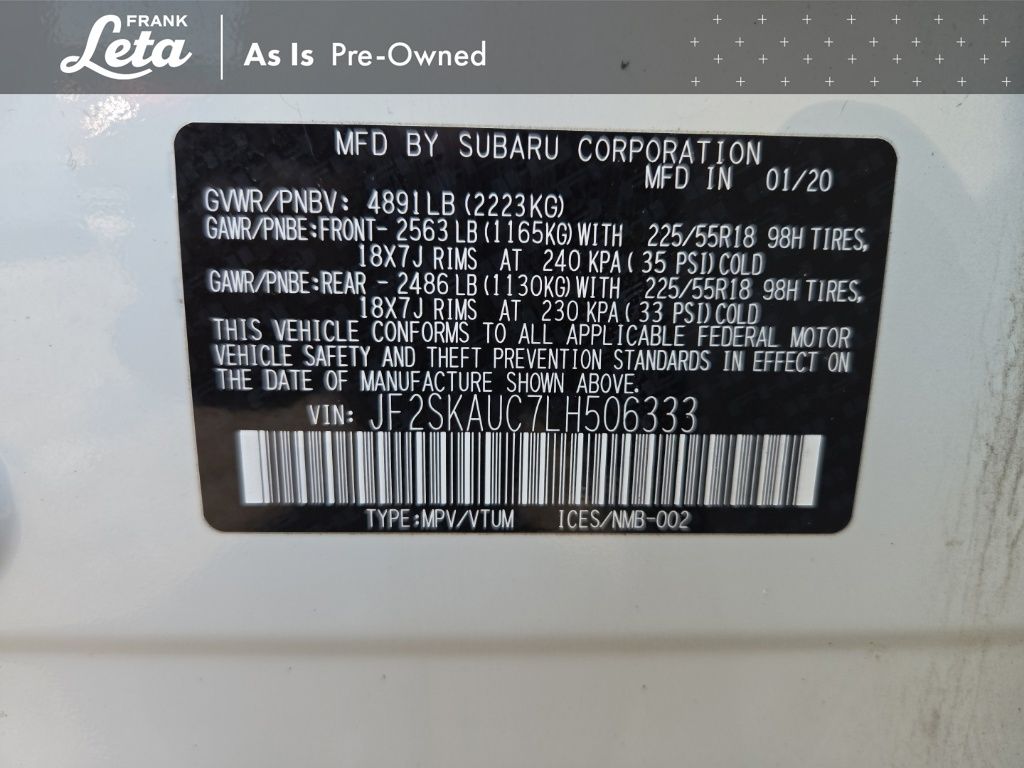 FRANK
Leta
As Is Pre-Owned
MFD BY SUBARU CORPORATION
MFD IN 01/20
GVWR/PNBV: 4891LB (2223KG)
GAWR/PNBE:FRONT- 2563 LB (1165KG) WITH 225/55R18 98H TIRES,
18X7J RIMS AT 240 KPA ( 35 PSI) COLD
GAWR/PNBE:REAR - 2486 LB (1130KG) WITH 225/55R18 98H TIRES,
18X7J RIMS AT 230 KPA ( 33 PSI) COLD
THIS VEHICLE CONFORMS TO ALL APPLICABLE FEDERAL MOTOR
VEHICLE SAFETY AND THEFT PREVENTION STANDARDS IN EFFECT ON
THE DATE OF MANUFACTURE SHOWN ABOVE.
VIN: JF2SKAUC7LH506333
TYPE:MPV/VTUM ICES/NMB-002